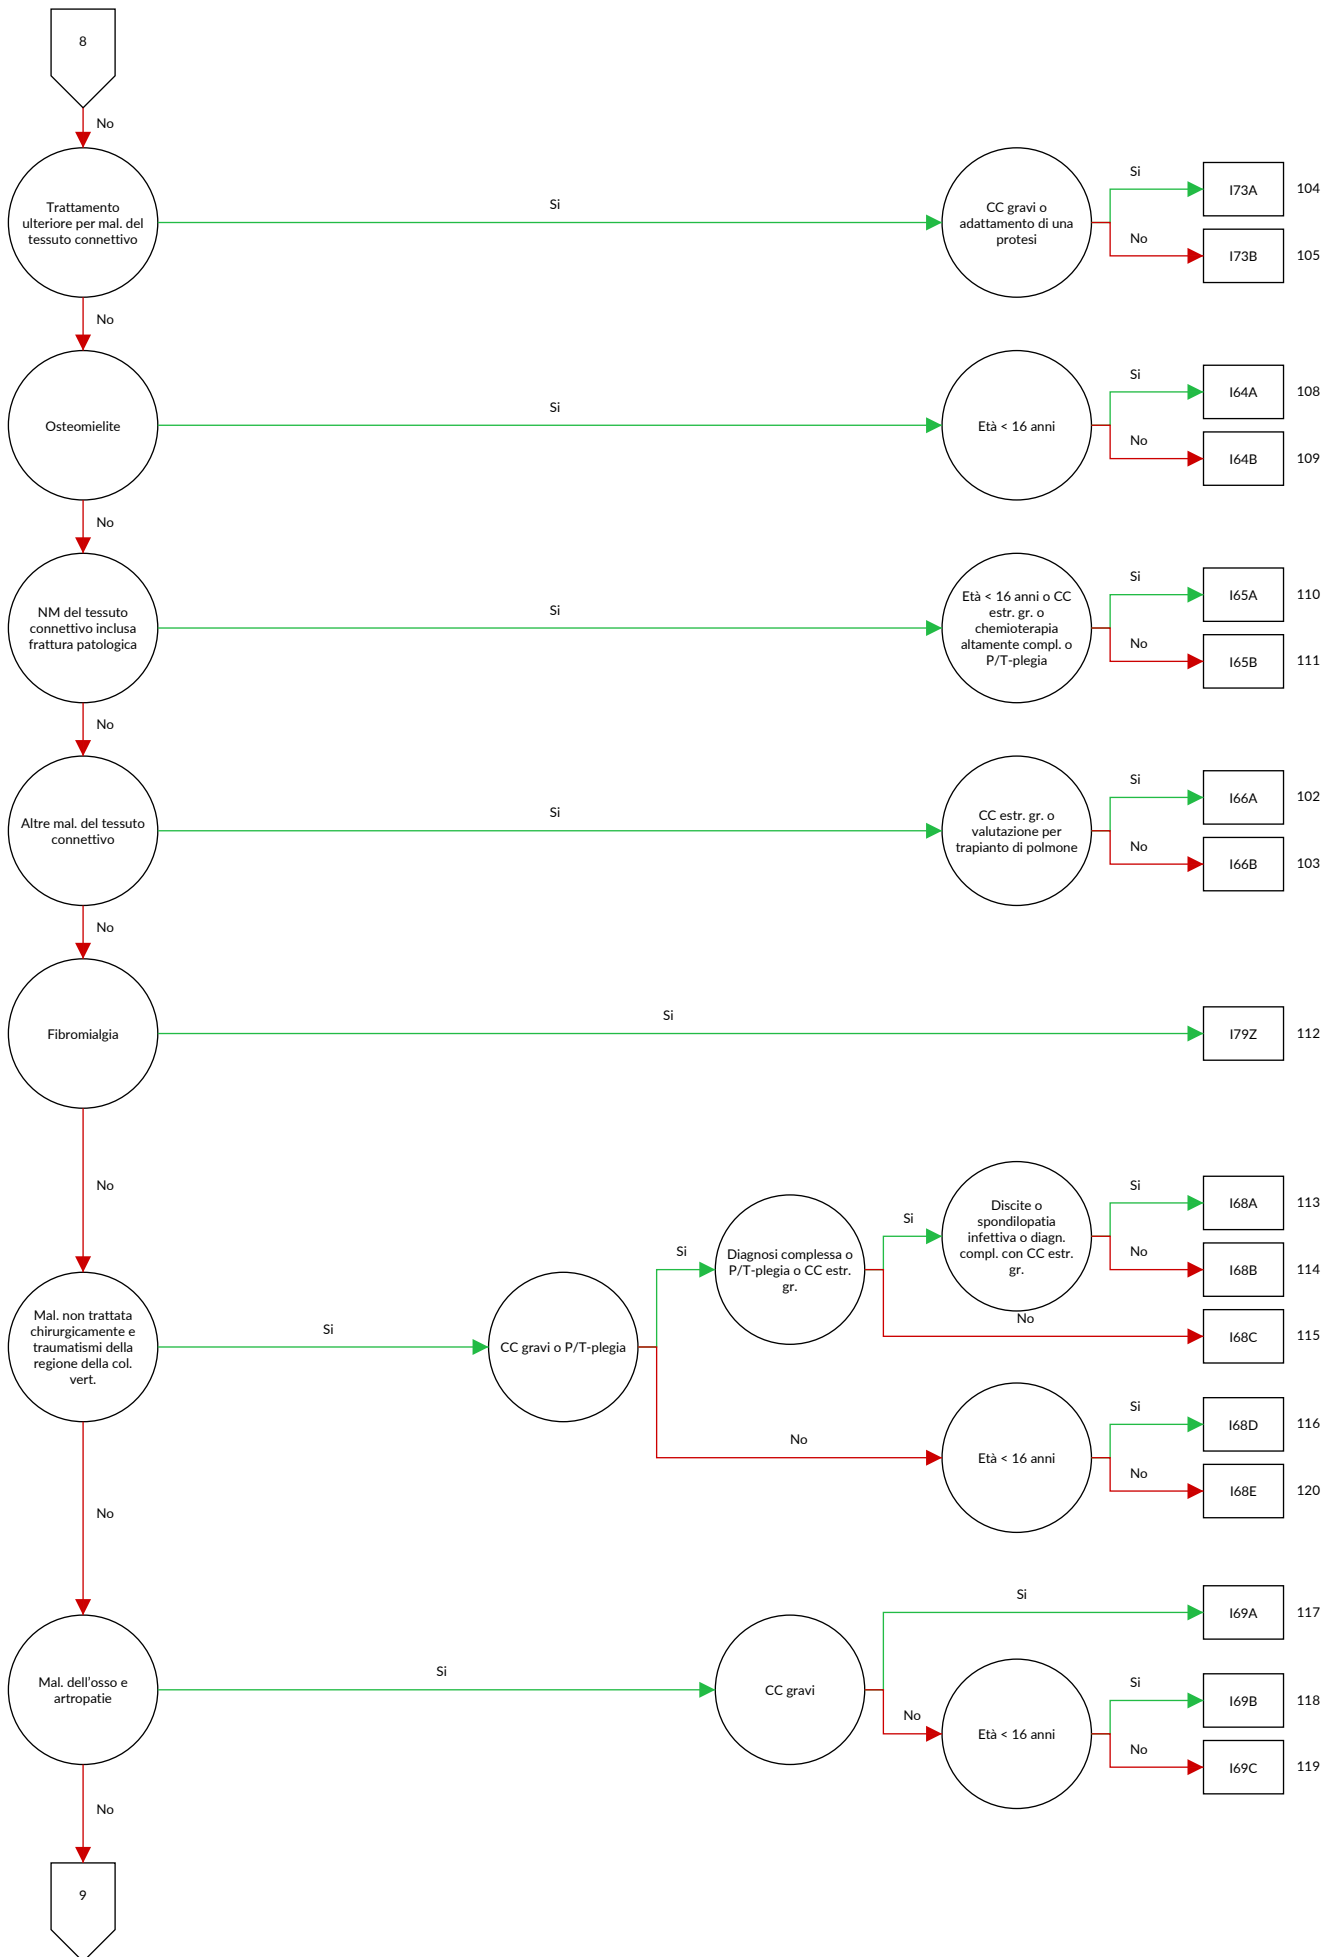 8
No
Trattamento
ulteriore per mal. del
tessuto connettivo
Si
CC gravi o
adattamento di una
protesi
Si
I73A
104
No
I73B
105
No
Osteomielite
Si
Età < 16 anni
Si
I64A
108
No
I64B
109
No
NM del tessuto
connettivo inclusa
frattura patologica
Si
Età < 16 anni o CC
estr. gr. o
chemioterapia
altamente compl. o
P/T-plegia
Si
I65A
110
No
I65B
111
No
Altre mal. del tessuto
connettivo
Si
CC estr. gr. o
valutazione per
trapianto di polmone
Si
I66A
102
No
I66B
103
No
Fibromialgia
Si
I79Z
112
No
Mal. non trattata
chirurgicamente e
traumatismi della
regione della col.
vert.
Si
CC gravi o P/T-plegia
Si
Diagnosi complessa o
P/T-plegia o CC estr.
gr.
Si
Discite o
spondilopatia
infettiva o diagn.
compl. con CC estr.
gr.
Si
I68A
113
No
I68B
114
No
I68C
115
No
Età < 16 anni
Si
I68D
116
No
I68E
120
No
Mal. dell'osso e
artropatie
Si
CC gravi
Si
I69A
117
No
Età < 16 anni
Si
I69B
118
No
I69C
119
No
9